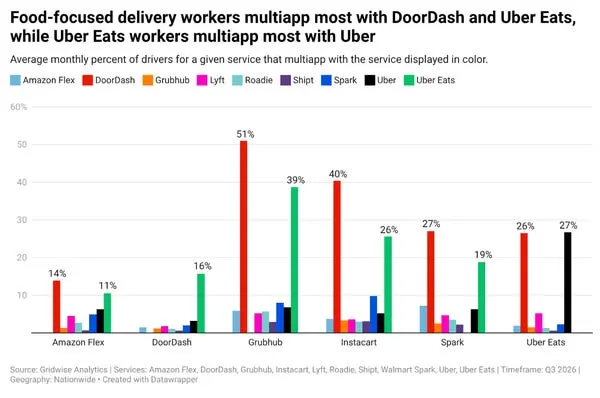 Food-focused delivery workers multiapp most with DoorDash and Uber Eats,
while Uber Eats workers multiapp most with Uber
Average monthly percent of drivers for a given service that multiapp with the service displayed in color.
Amazon Flex DoorDash Grubhub Lyft Roadie Shipt Spark Uber Uber Eats
60%
50
40
30
20
10
14%
11%
16%
51%
39%
40%
26%
27%
19%
26%
27%
Amazon Flex DoorDash Grubhub Instacart Spark Uber Eats
Source: Gridwise Analytics | Services: Amazon Flex, DoorDash, Grubhub, Instacart, Lyft, Roadie, Shipt, Walmart Spark, Uber, Uber Eats | Timeframe: Q3 2026 |
Geography: Nationwide • Created with Datawrapper